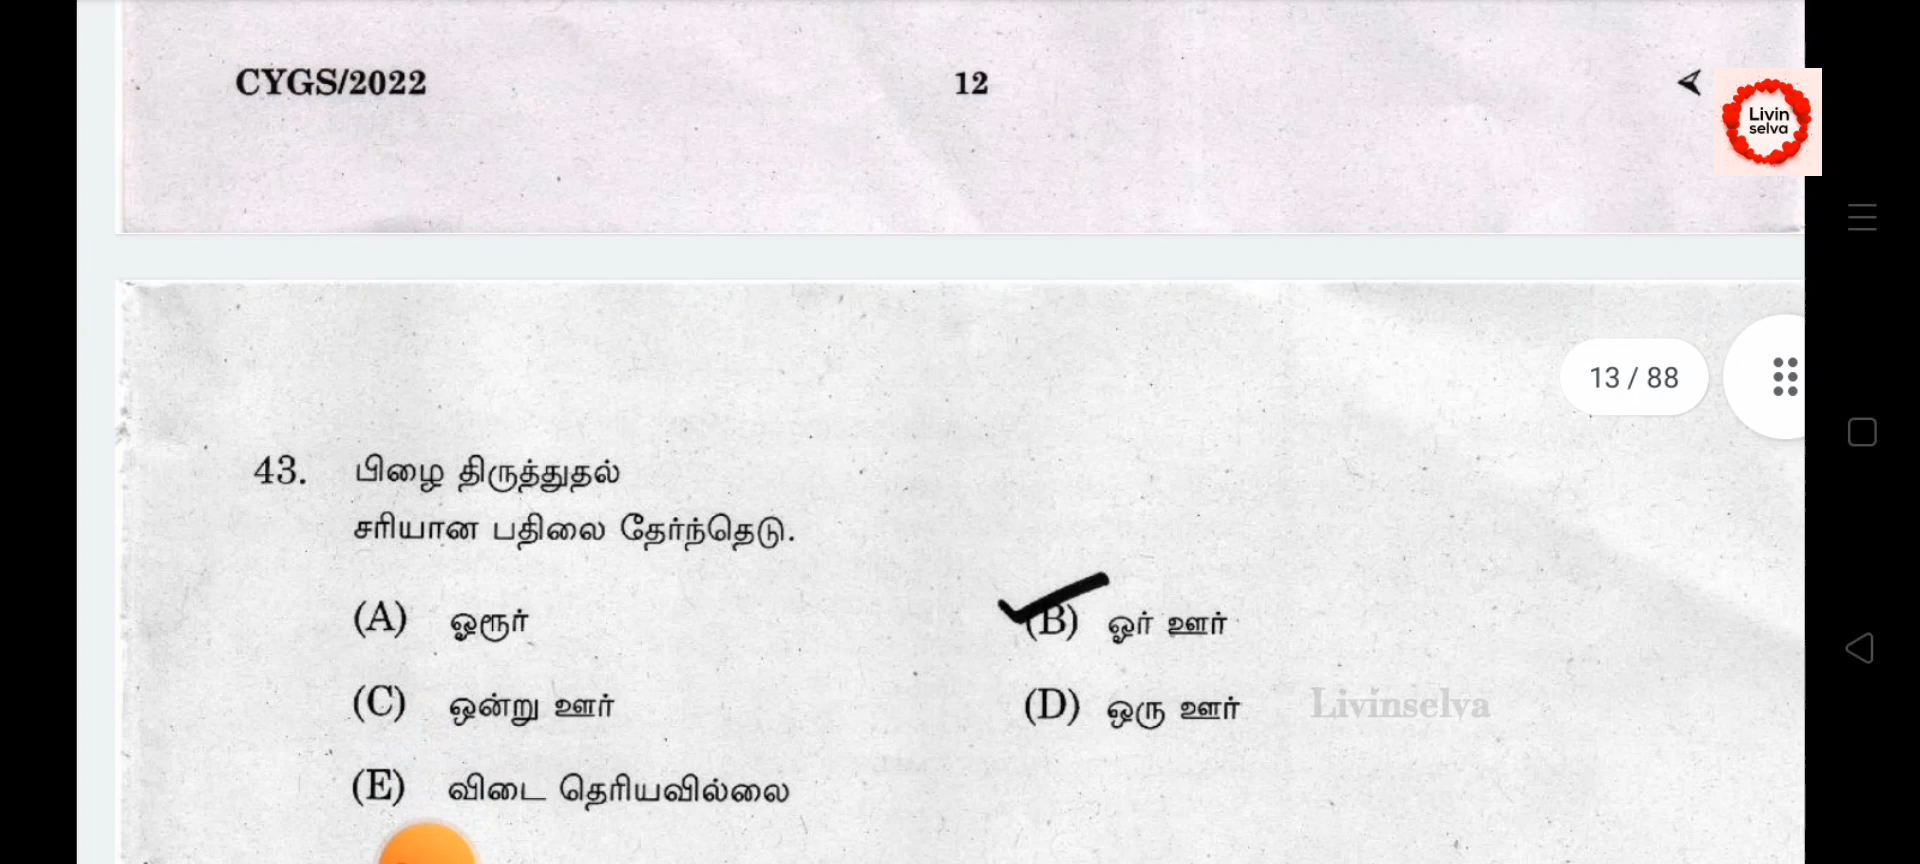 CYGS/2022 12
Livin
selva
13 / 88
43. பிழை திருத்துதல்
சரியான பதிலை தேர்ந்தெடு.
(A) ஓரூர் (B) ஓர் ஊர்
(C) ஒன்று ஊர் (D) ஒரு ஊர் Livinselva
(E) விடை தெரியவில்லை